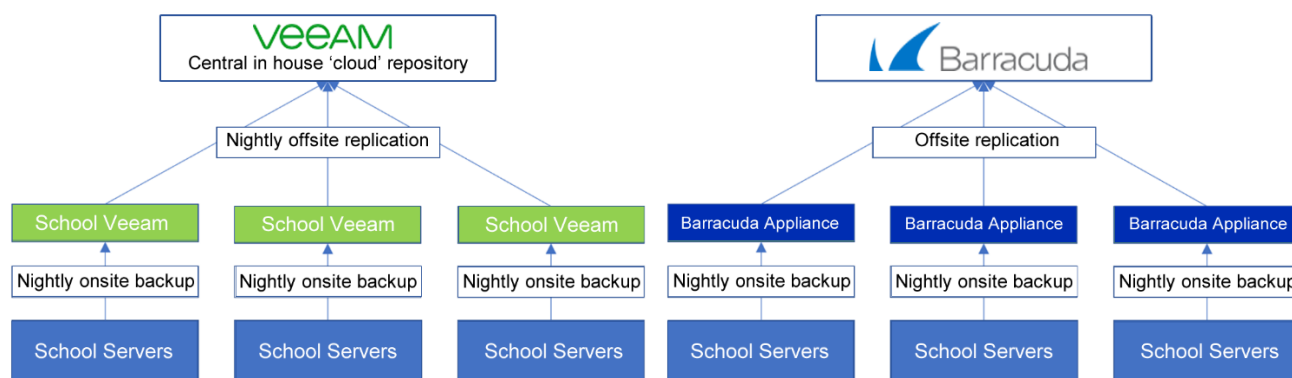 veeAM
Central in house ‘cloud’ repository
Barracuda
Nightly offsite replication
Offsite replication
School Veeam
School Veeam
School Veeam
Barracuda Appliance
Barracuda Appliance
Barracuda Appliance
Nightly onsite backup
Nightly onsite backup
Nightly onsite backup
Nightly onsite backup
Nightly onsite backup
Nightly onsite backup
School Servers
School Servers
School Servers
School Servers
School Servers
School Servers